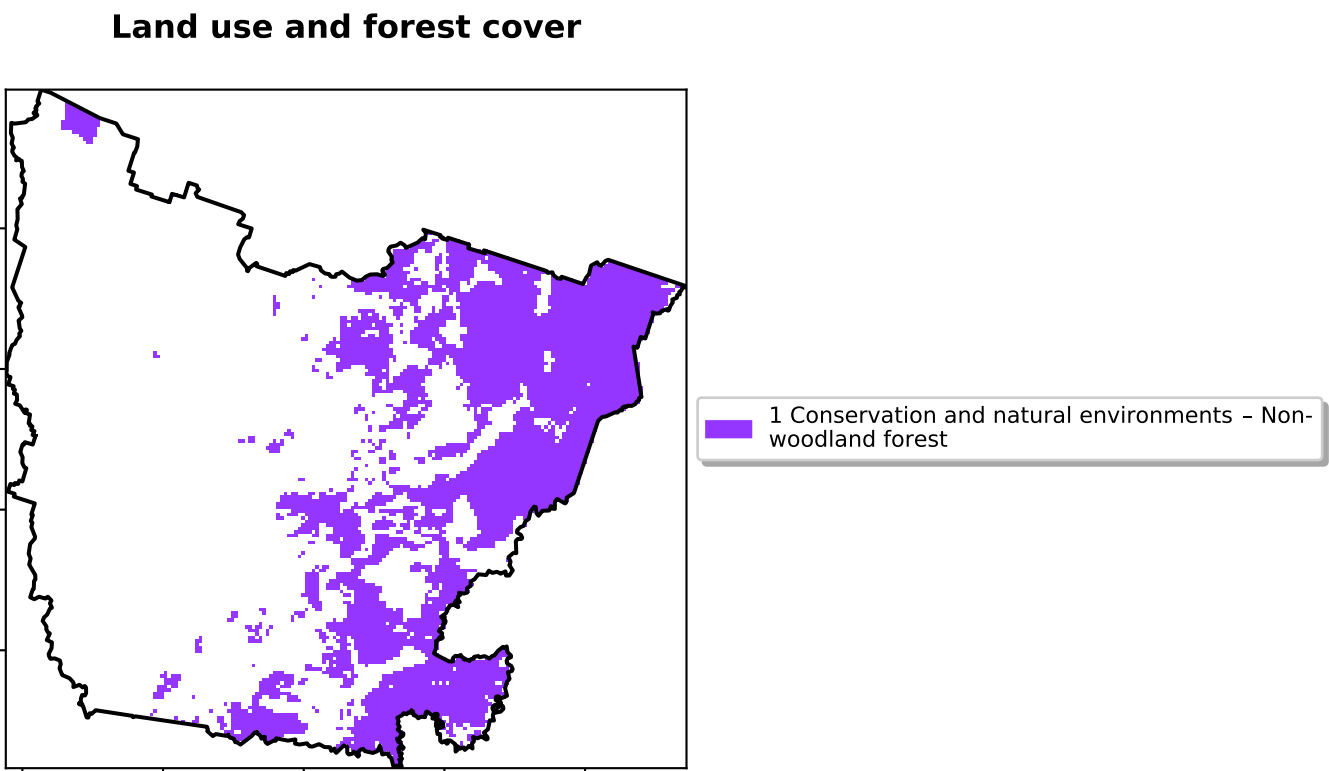 Land use and forest cover
1 Conservation and natural environments – Non-
woodland forest